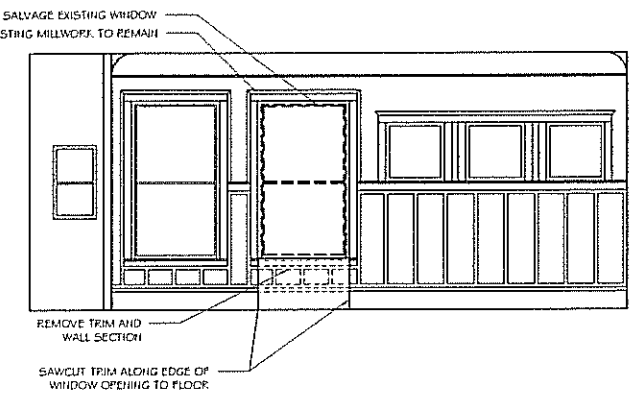 SALVAGE EXISTING WINDOW
STING MILLWORK TO REMAIN
REMOVE TRIM AND
WALL SECTION
SAWCUT TRIM ALONG EDGE OF
WINDOW OPENING TO FLOOR